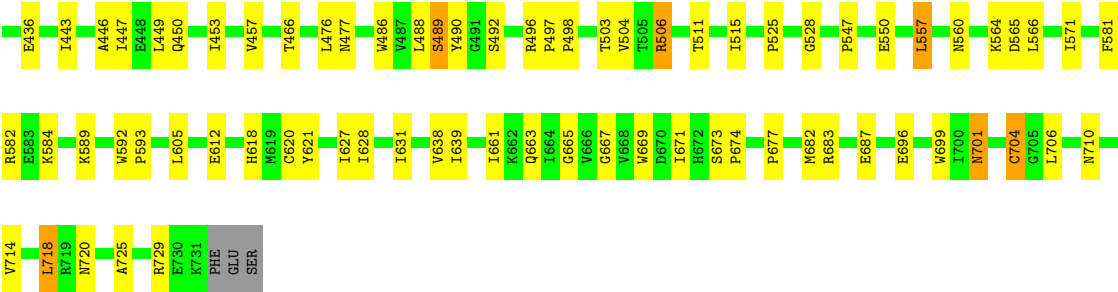 E436 I443 A446 I447 E448 L449 Q450 I453 V457 T466 L476 N477 W486 V487 L488 S489 Y490 G491 S492 R496 P497 P498 T503 V504 T505 R506 T511 I515 P525 G528 P547 E550 L557 N560 K564 D565 L566 I571 F581
R582 E583 K584 K589 W592 P593 L605 E612 H618 M619 C620 Y621 I627 I628 I631 V638 I639 I661 K662 Q663 I664 G665 V666 G667 V668 W669 D670 I671 H672 S673 P674 P677 M682 R683 E687 E696 W699 I700 N701 C704 G705 L706 N710
V714 L718 R719 N720 A725 R729 E730 K731 PHE GLU SER